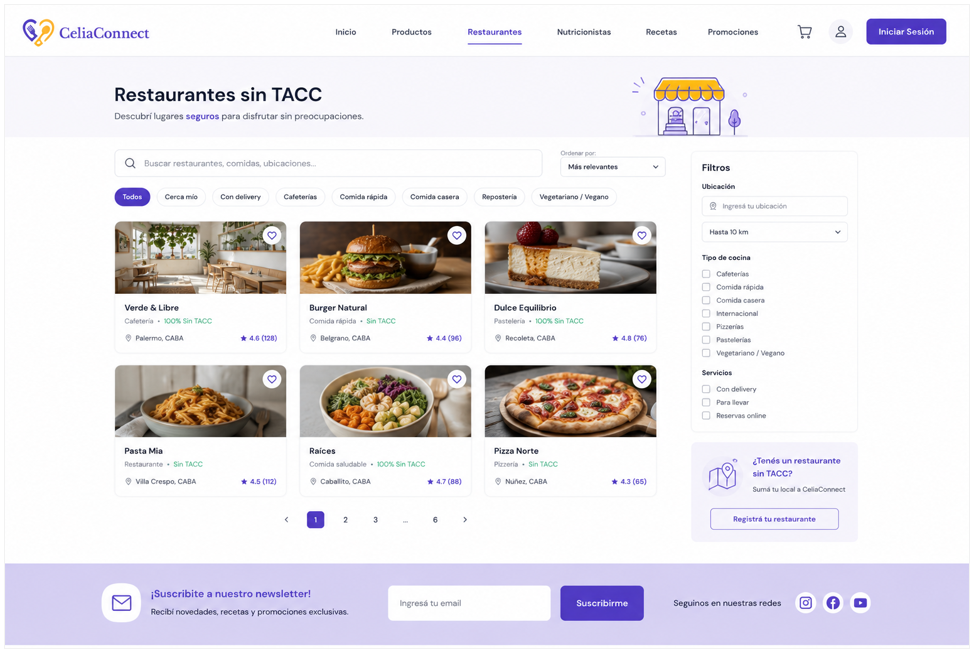 CeliaConnect
Inicio
Productos
Restaurantes
Nutricionistas
Recetas
Promociones
Iniciar Sesión
Restaurantes sin TACC
Descubrí lugares seguros para disfrutar sin preocupaciones.
Buscar restaurantes, comidas, ubicaciones...
Ordenar por:
Más relevantes
Todos
Cerca mío
Con delivery
Cafeterías
Comida rápida
Comida casera
Repostería
Vegetariano / Vegano
Verde & Libre
Cafetería • 100% Sin TACC
Palermo, CABA
4.6 (128)
Burger Natural
Comida rápida • Sin TACC
Belgrano, CABA
4.4 (96)
Dulce Equilibrio
Pastelería • 100% Sin TACC
Recoleta, CABA
4.8 (76)
Pasta Mia
Restaurante • Sin TACC
Villa Crespo, CABA
4.5 (112)
Raíces
Comida saludable • 100% Sin TACC
Caballito, CABA
4.7 (88)
Pizza Norte
Pizzería • Sin TACC
Núñez, CABA
4.3 (65)
1 2 3 ... 6
Filtros
Ubicación
Ingresá tu ubicación
Hasta 10 km
Tipo de cocina
Cafeterías
Comida rápida
Comida casera
Internacional
Pizzerías
Pastelerías
Vegetariano / Vegano
Servicios
Con delivery
Para llevar
Reservas online
¿Tenés un restaurante
sin TACC?
Sumá tu local a CeliaConnect
Registrá tu restaurante
¡Suscribite a nuestro newsletter!
Recibí novedades, recetas y promociones exclusivas.
Ingresá tu email
Suscribirme
Seguinos en nuestras redes